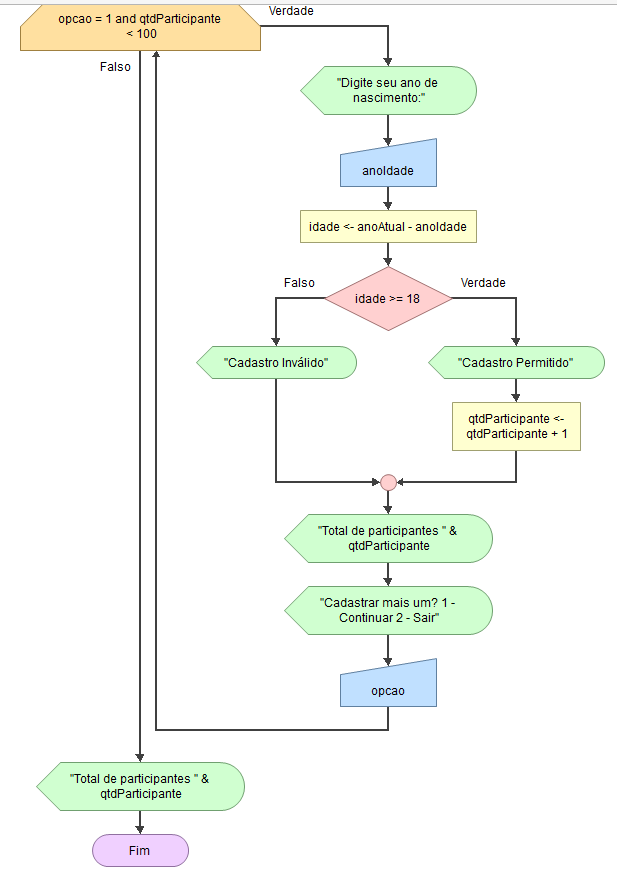 opcao = 1 and qtdParticipante
< 100
Verdade
Falso
"Digite seu ano de
nascimento:"
anoIdade
idade <- anoAtual - anoIdade
Falso
Verdade
idade >= 18
"Cadastro Inválido"
"Cadastro Permitido"
qtdParticipante <-
qtdParticipante + 1
"Total de participantes " &
qtdParticipante
"Cadastrar mais um? 1 -
Continuar 2 - Sair"
opcao
"Total de participantes " &
qtdParticipante
Fim